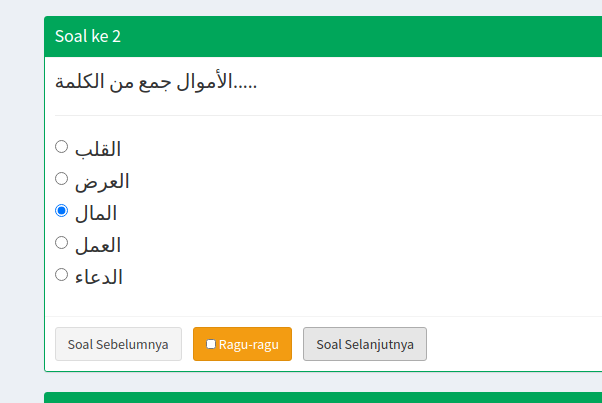 Soal ke 2
الأموال جمع من الكلمة.....
القلب
العرض
المال
العمل
الدعاء
Soal Sebelumnya
Ragu-ragu
Soal Selanjutnya